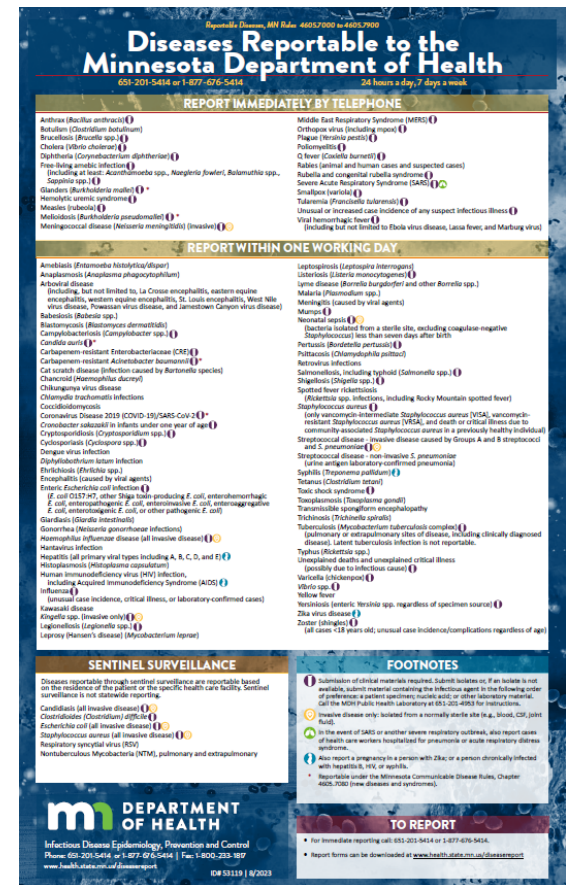 Reportable Diseases, MN Rules 4605.7000 to 4605.7900
Diseases Reportable to the
Minnesota Department of Health
651-201-5414 or 1-877-676-5414 24 hours a day, 7 days a week
REPORT IMMEDIATELY BY TELEPHONE
Anthrax (Bacillus anthracis)
Botulism (Clostridium botulinum)
Brucellosis (Brucella spp.)
Cholera (Vibrio cholerae)
Diphtheria (Corynebacterium diphtheriae)
Free-living amebic infection
(including at least: Acanthamoeba spp., Naegleria fowleri, Balamuthia spp.,
Sappinia spp.)
Glanders (Burkholderia mallei) *
Hemolytic uremic syndrome
Measles (rubeola)
Melioidosis (Burkholderia pseudomallei) *
Meningococcal disease (Neisseria meningitidis) (invasive)
Middle East Respiratory Syndrome (MERS)
Orthopox virus (including mpox)
Plague (Yersinia pestis)
Poliomyelitis
Q fever (Coxiella burnetii)
Rabies (animal and human cases and suspected cases)
Rubella and congenital rubella syndrome
Severe Acute Respiratory Syndrome (SARS)
Smallpox (variola)
Tularemia (Francisella tularensis)
Unusual or increased case incidence of any suspect infectious illness
Viral hemorrhagic fever
(including but not limited to Ebola virus disease, Lassa fever, and Marburg virus)
REPORT WITHIN ONE WORKING DAY
Amebiasis (Entamoeba histolytica/dispar)
Anaplasmosis (Anaplasma phagocytophilum)
Arboviral disease
(including, but not limited to, La Crosse encephalitis, eastern equine
encephalitis, western equine encephalitis, St. Louis encephalitis, West Nile
virus disease, Powassan virus disease, and Jamestown Canyon virus disease)
Babesiosis (Babesia spp.)
Blastomycosis (Blastomyces dermatitidis)
Campylobacteriosis (Campylobacter spp.)
Candida auris *
Carbapenem-resistant Enterobacteriaceae (CRE)
Carbapenem-resistant Acinetobacter baumannii *
Cat scratch disease (infection caused by Bartonella species)
Chancroid (Haemophilus ducreyi)
Chikungunya virus disease
Chlamydia trachomatis infections
Coccidioidomycosis
Coronavirus Disease 2019 (COVID-19)/SARS-CoV-2 *
Cronobacter sakazakii in infants under one year of age
Cryptosporidiosis (Cryptosporidium spp.)
Cyclosporiasis (Cyclospora spp.)
Dengue virus infection
Diphyllobothrium latum infection
Ehrlichiosis (Ehrlichia spp.)
Encephalitis (caused by viral agents)
Enteric Escherichia coli infection
(E. coli O157:H7, other Shiga toxin-producing E. coli, enterohemorrhagic
E. coli, enteropathogenic E. coli, enteroinvasive E. coli, enteroaggregative
E. coli, enterotoxigenic E. coli, or other pathogenic E. coli)
Giardiasis (Giardia intestinalis)
Gonorrhea (Neisseria gonorrhoeae infections)
Haemophilus influenzae disease (all invasive disease)
Hantavirus infection
Hepatitis (all primary viral types including A, B, C, D, and E)
Histoplasmosis (Histoplasma capsulatum)
Human immunodeficiency virus (HIV) infection,
including Acquired Immunodeficiency Syndrome (AIDS)
Influenza
(unusual case incidence, critical illness, or laboratory-confirmed cases)
Kawasaki disease
Kingella spp. (invasive only)
Legionellosis (Legionella spp.)
Leprosy (Hansen's disease) (Mycobacterium leprae)
Leptospirosis (Leptospira interrogans)
Listeriosis (Listeria monocytogenes)
Lyme disease (Borrelia burgdorferi and other Borrelia spp.)
Malaria (Plasmodium spp.)
Meningitis (caused by viral agents)
Mumps
Neonatal sepsis
(bacteria isolated from a sterile site, excluding coagulase-negative
Staphylococcus) less than seven days after birth
Pertussis (Bordetella pertussis)
Psittacosis (Chlamydophila psittaci)
Retrovirus infections
Salmonellosis, including typhoid (Salmonella spp.)
Shigellosis (Shigella spp.)
Spotted fever rickettsiosis
(Rickettsia spp. infections, including Rocky Mountain spotted fever)
Staphylococcus aureus
(only vancomycin-intermediate Staphylococcus aureus [VISA], vancomycin-
resistant Staphylococcus aureus [VRSA], and death or critical illness due to
community-associated Staphylococcus aureus in a previously healthy individual)
Streptococcal disease - invasive disease caused by Groups A and B streptococci
and S. pneumoniae
Streptococcal disease - non-invasive S. pneumoniae
(urine antigen laboratory-confirmed pneumonia)
Syphilis (Treponema pallidum)
Tetanus (Clostridium tetani)
Toxic shock syndrome
Toxoplasmosis (Toxoplasma gondii)
Transmissible spongiform encephalopathy
Trichinosis (Trichinella spiralis)
Tuberculosis (Mycobacterium tuberculosis complex)
(pulmonary or extrapulmonary sites of disease, including clinically diagnosed
disease). Latent tuberculosis infection is not reportable.
Typhus (Rickettsia spp.)
Unexplained deaths and unexplained critical illness
(possibly due to infectious cause)
Varicella (chickenpox)
Vibrio spp.
Yellow fever
Yersiniosis (enteric Yersinia spp. regardless of specimen source)
Zika virus disease
Zoster (shingles)
(all cases <18 years old; unusual case incidence/complications regardless of age)
SENTINEL SURVEILLANCE
Diseases reportable through sentinel surveillance are reportable based
on the residence of the patient or the specific health care facility. Sentinel
surveillance is not statewide reporting.
Candidiasis (all invasive disease)
Clostridioides (Clostridium) difficile
Escherichia coli (all invasive disease)
Staphylococcus aureus (all invasive disease)
Respiratory syncytial virus (RSV)
Nontuberculous Mycobacteria (NTM), pulmonary and extrapulmonary
FOOTNOTES
Submission of clinical materials required. Submit isolates or, if an isolate is not
available, submit material containing the infectious agent in the following order
of preference: a patient specimen; nucleic acid; or other laboratory material.
Call the MDH Public Health Laboratory at 651-201-4953 for instructions.
Invasive disease only: isolated from a normally sterile site (e.g., blood, CSF, joint
fluid).
In the event of SARS or another severe respiratory outbreak, also report cases
of health care workers hospitalized for pneumonia or acute respiratory distress
syndrome.
Also report a pregnancy in a person with Zika; or a person chronically infected
with hepatitis B, HIV, or syphilis.
* Reportable under the Minnesota Communicable Disease Rules, Chapter
4605.7080 (new diseases and syndromes).
TO REPORT
• For immediate reporting call: 651-201-5414 or 1-877-676-5414.
• Report forms can be downloaded at www.health.state.mn.us/diseasereport
mn DEPARTMENT
OF HEALTH
Infectious Disease Epidemiology, Prevention and Control
Phone: 651-201-5414 or 1-877-676-5414 | Fax: 1-800-233-1817
www.health.state.mn.us/diseasereport
ID# 53119 | 8/2023